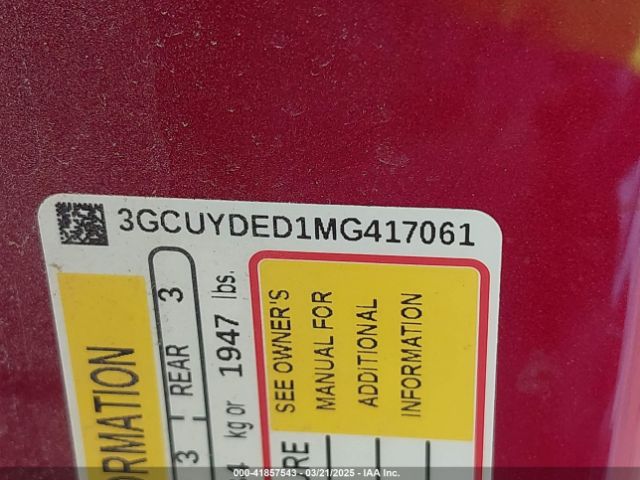 3GCUYDED1MG417061
ORMATION
3 REAR 3
kg or 1947 lbs.
SEE OWNER'S
MANUAL FOR
ADDITIONAL
INFORMATION
RE
000-41857543 - 03/21/2025 - IAA Inc.